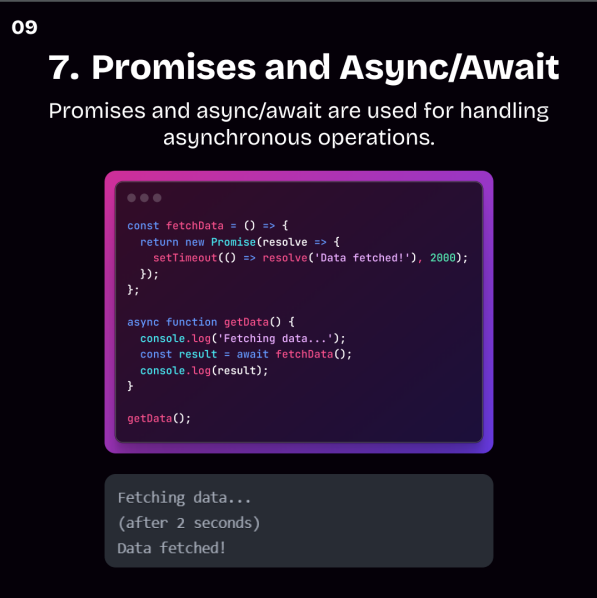 09
7. Promises and Async/Await
Promises and async/await are used for handling
asynchronous operations.
const fetchData = () => {
  return new Promise(resolve => {
    setTimeout(() => resolve('Data fetched!'), 2000);
  });
};

async function getData() {
  console.log('Fetching data...');
  const result = await fetchData();
  console.log(result);
}

getData();
Fetching data...
(after 2 seconds)
Data fetched!